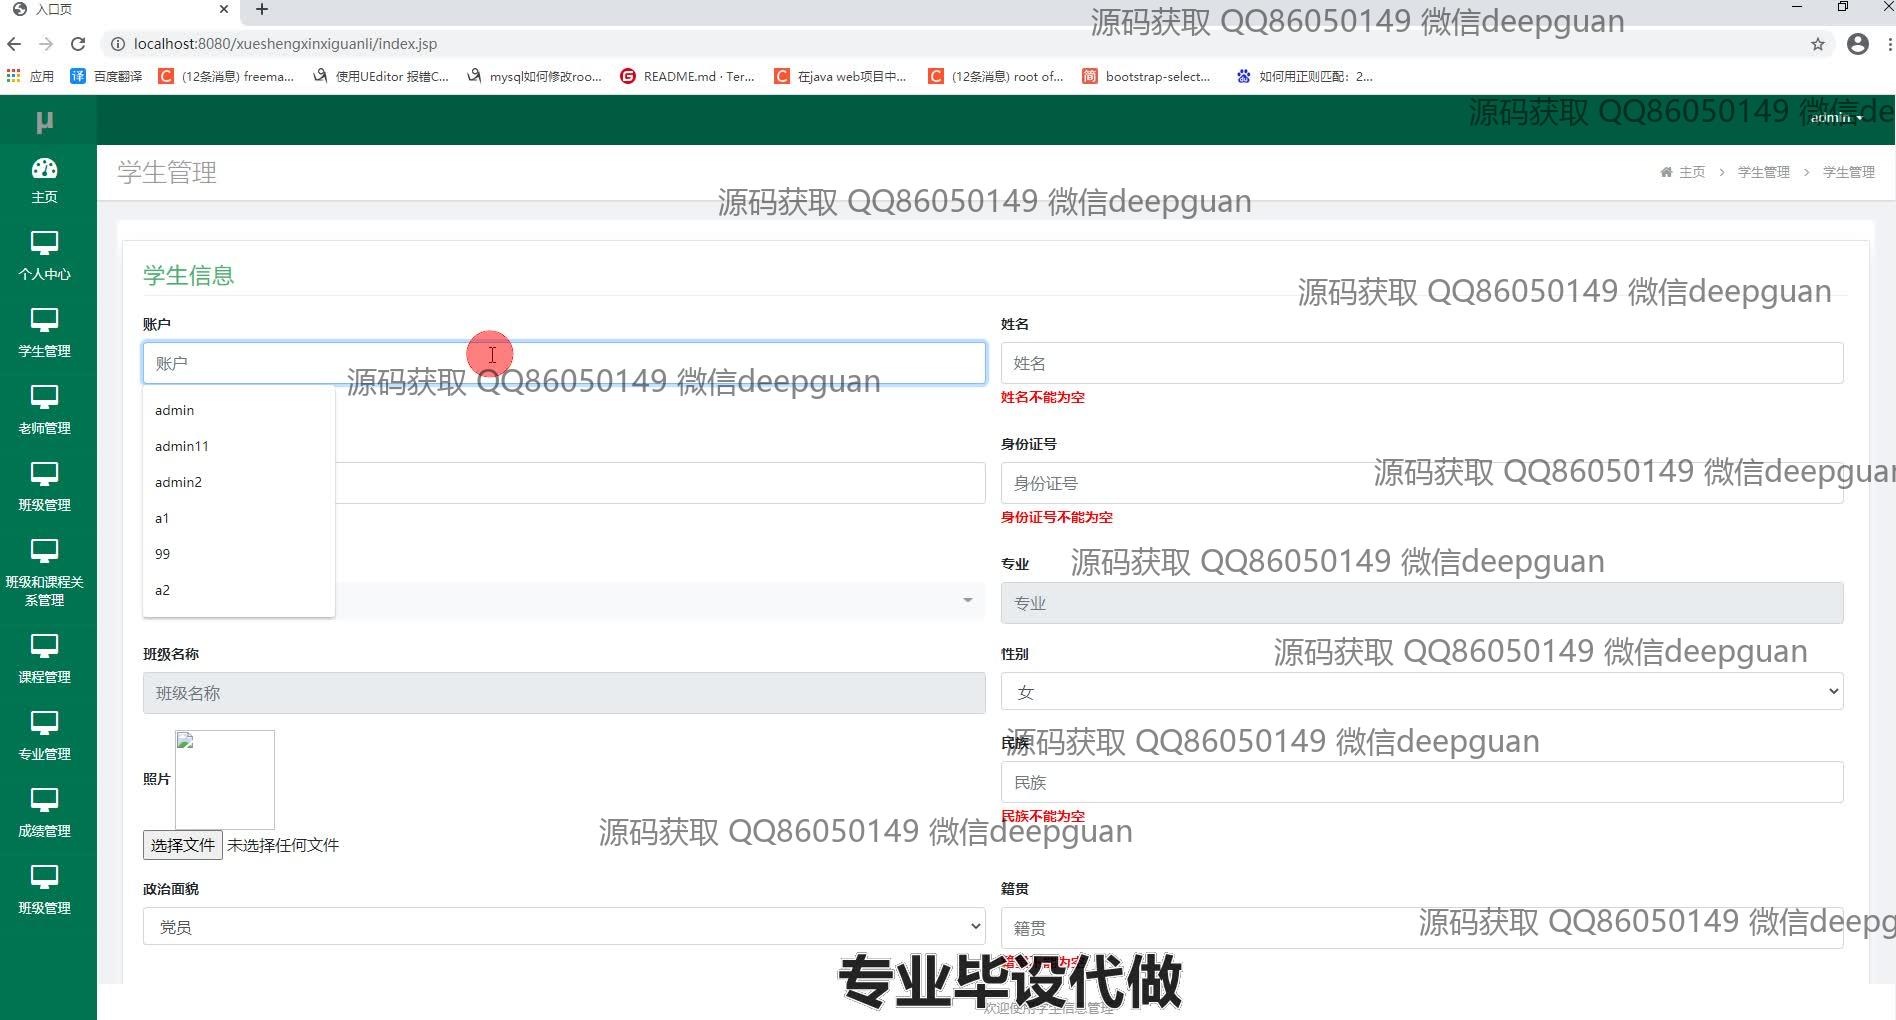 入口页
源码获取 QQ86050149 微信deepguan
localhost:8080/xueshengxinxiguanli/index.jsp
应用 百度翻译 (12条消息) freema... 使用UEditor 报错C... mysql如何修改roo... README.md · Ter... 在java web项目中... (12条消息) root of... bootstrap-select... 如何用正则匹配：2...
μ
源码获取 QQ86050149 微信de
admin
主页
学生管理
主页 > 学生管理 > 学生管理
源码获取 QQ86050149 微信deepguan
个人中心
学生信息
源码获取 QQ86050149 微信deepguan
学生管理
账户
姓名
账户
姓名
源码获取 QQ86050149 微信deepguan
姓名不能为空
admin
admin11
admin2
a1
99
a2
老师管理
身份证号
身份证号
源码获取 QQ86050149 微信deepguan
班级管理
身份证号不能为空
专业
源码获取 QQ86050149 微信deepguan
班级和课程关
系管理
专业
班级名称
性别
源码获取 QQ86050149 微信deepguan
课程管理
班级名称
女
专业管理
照片
民族
源码获取 QQ86050149 微信deepguan
民族
民族不能为空
成绩管理
选择文件 未选择任何文件
源码获取 QQ86050149 微信deepguan
政治面貌
籍贯
班级管理
党员
籍贯
源码获取 QQ86050149 微信deepg
专业毕设代做
欢迎使用学生信息管理